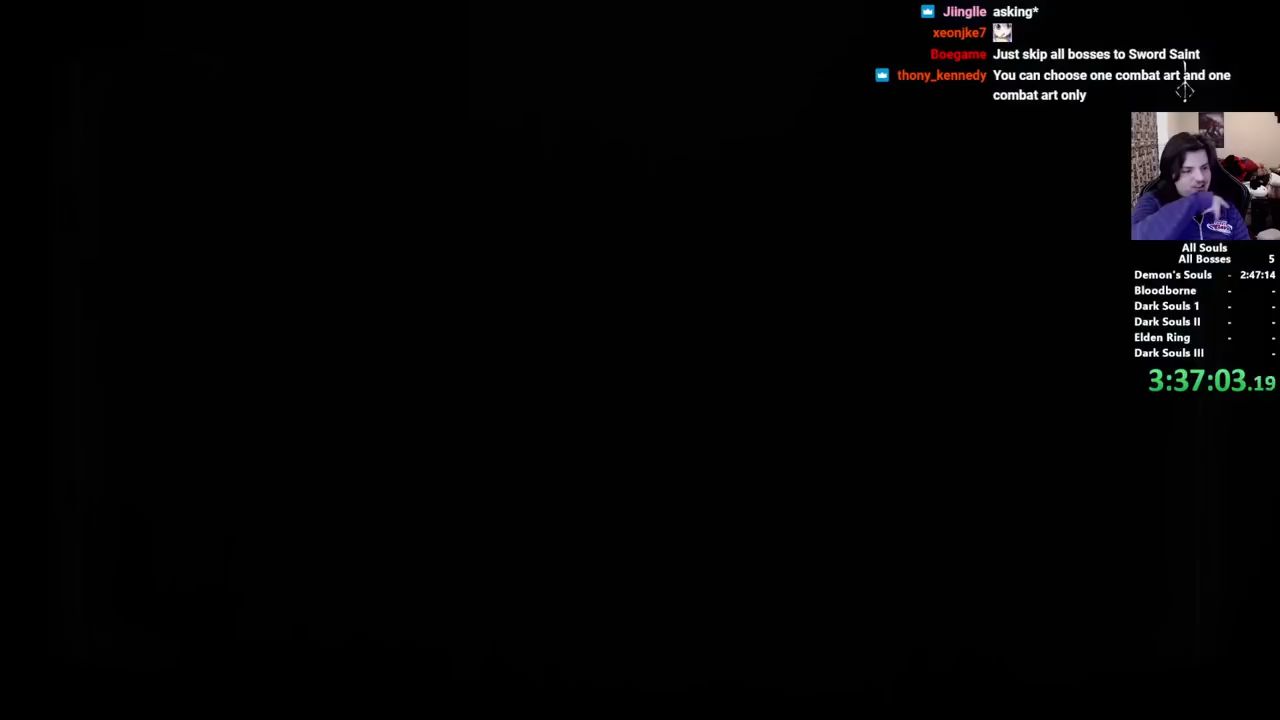 Jiinglle asking*
xeonjke7
Boegame Just skip all bosses to Sword Saint
thony_kennedy You can choose one combat art and one
combat art only
All Souls
All Bosses 5
Demon's Souls - 2:47:14
Bloodborne - -
Dark Souls 1 - -
Dark Souls II - -
Elden Ring - -
Dark Souls III -
3:37:03.19